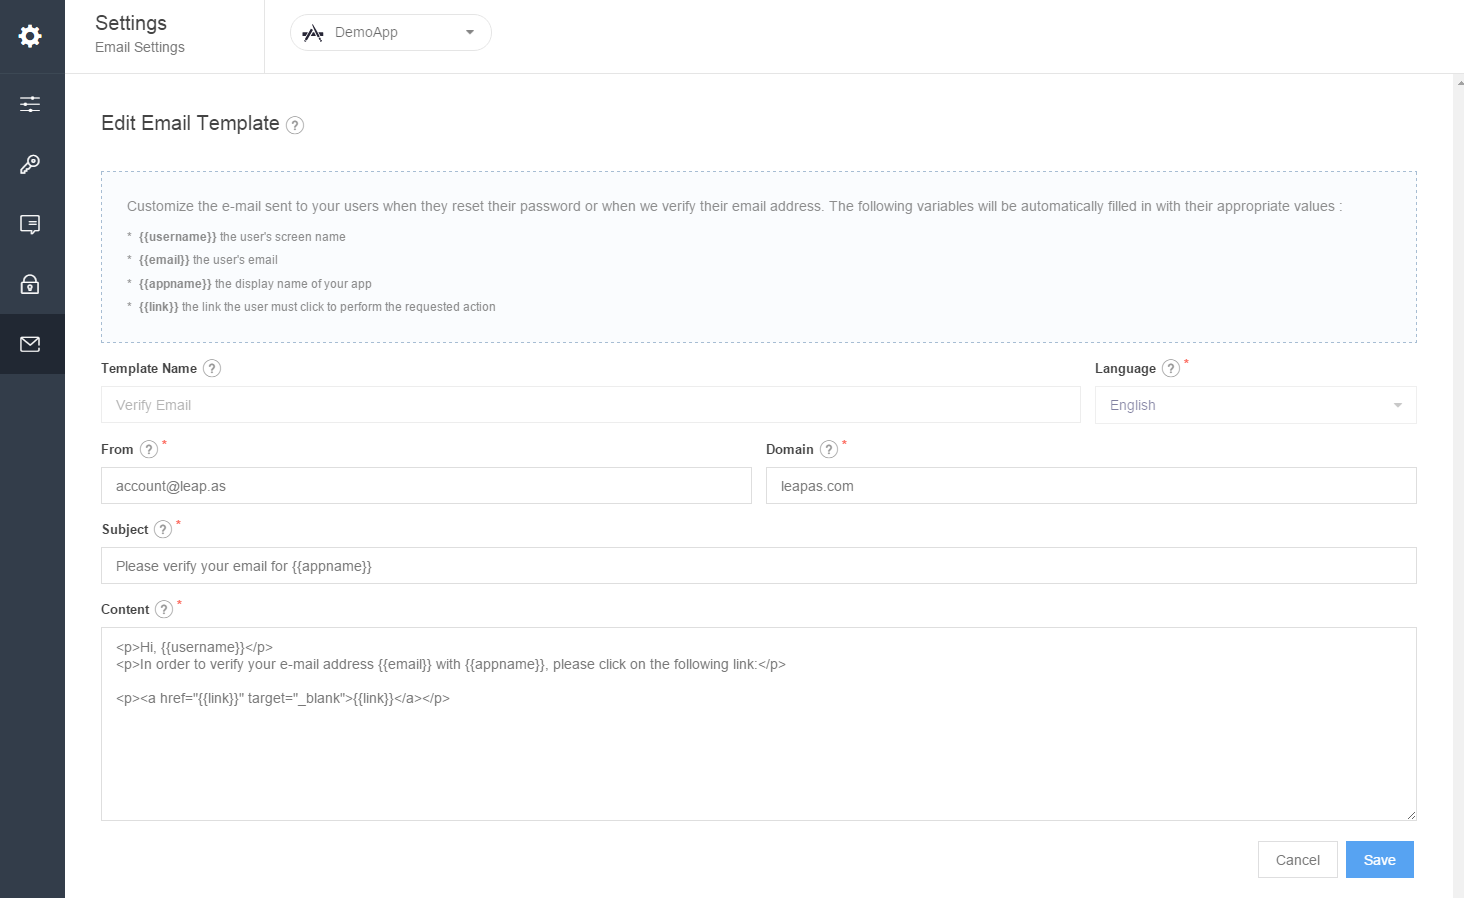 Settings
Email Settings
DemoApp
Edit Email Template ?
Customize the e-mail sent to your users when they reset their password or when we verify their email address. The following variables will be automatically filled in with their appropriate values :
* {{username}} the user's screen name
* {{email}} the user's email
* {{appname}} the display name of your app
* {{link}} the link the user must click to perform the requested action
Template Name ?
Language ? *
Verify Email
English
From ? *
Domain ? *
account@leap.as
leapas.com
Subject ? *
Please verify your email for {{appname}}
Content ? *
<p>Hi, {{username}}</p>
<p>In order to verify your e-mail address {{email}} with {{appname}}, please click on the following link:</p>
<p><a href="{{link}}" target="_blank">{{link}}</a></p>
Cancel
Save